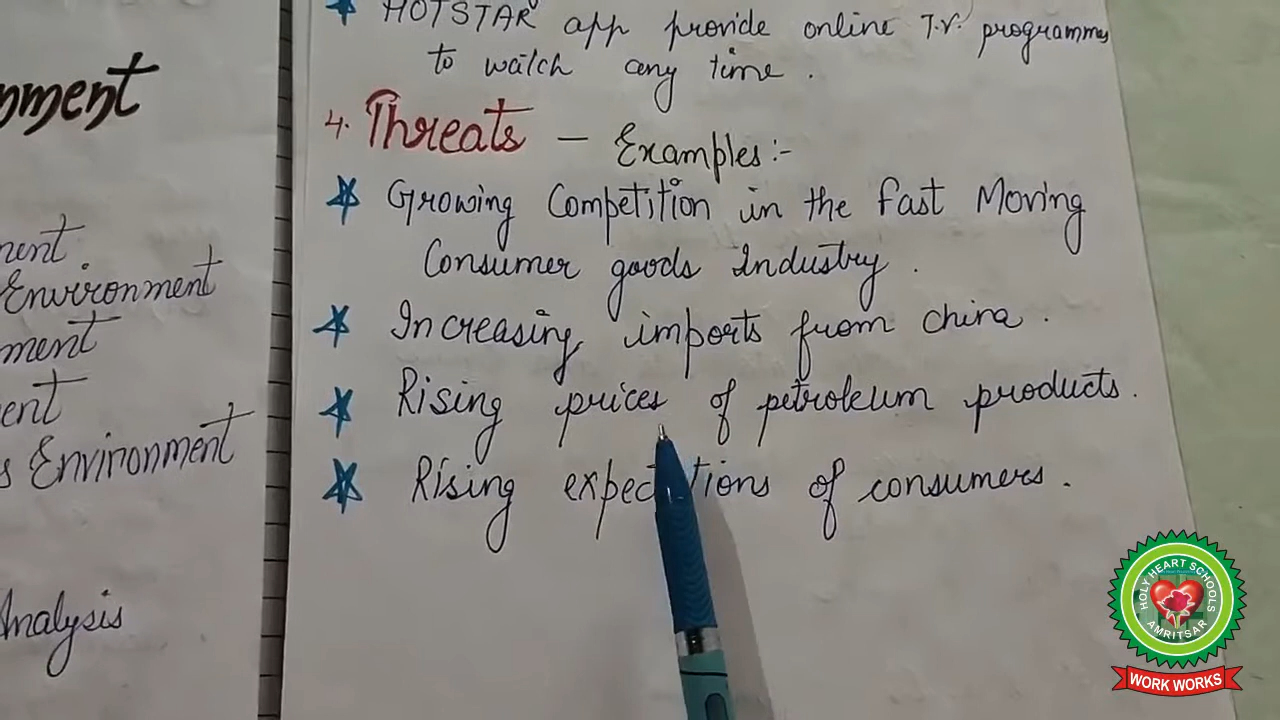 nment
nent
Environment
ment
ent
s Environment
Analysis
* HOTSTAR app provide online T.V. programmes
to watch any time .
4. Threats – Examples :-
* Growing Competition in the fast Moving
Consumer goods Industry .
* Increasing imports from china .
* Rising prices of petroleum products .
* Rising expectations of consumers .
HOLY HEART SCHOOLS
AMRITSAR
WORK WORKS